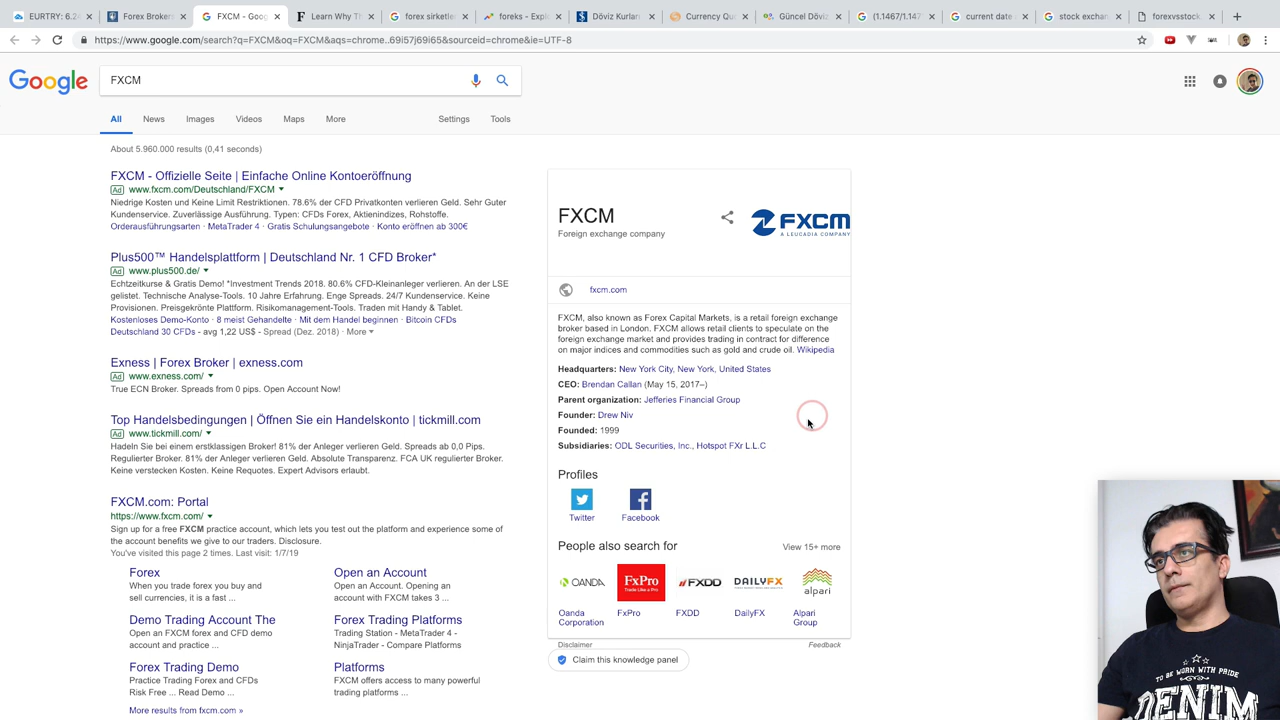 EURTRY: 6.2
Forex Broker
FXCM - Goo
Learn Why Th
forex sirketle
foreks - Explo
Döviz Kurları
Currency Qu
Güncel Döviz
(1.1467/1.147
current date
stock exchan
forexvsstock.
https://www.google.com/search?q=FXCM&oq=FXCM&aqs=chrome..69i57j69i65&sourceid=chrome&ie=UTF-8
Google
FXCM
All
News
Images
Videos
Maps
More
Settings
Tools
About 5.960.000 results (0,41 seconds)
FXCM - Offizielle Seite | Einfache Online Kontoeröffnung
Ad www.fxcm.com/Deutschland/FXCM
Niedrige Kosten und Keine Limit Restriktionen. 78.6% der CFD Privatkonten verlieren Geld. Sehr Guter
Kundenservice. Zuverlässige Ausführung. Typen: CFDs Forex, Aktienindizes, Rohstoffe.
Orderausführungsarten · MetaTrader 4 · Gratis Schulungsangebote · Konto eröffnen ab 300€
Plus500™ Handelsplattform | Deutschland Nr. 1 CFD Broker*
Ad www.plus500.de/
Echtzeitkurse & Gratis Demo! *Investment Trends 2018. 80.6% CFD-Kleinanleger verlieren. An der LSE
gelistet. Technische Analyse-Tools. 10 Jahre Erfahrung. Enge Spreads. 24/7 Kundenservice. Keine
Provisionen. Preisgekrönte Plattform. Risikomanagement-Tools. Traden mit Handy & Tablet.
Kostenloses Demo-Konto · 8 meist Gehandelte · Mit dem Handel beginnen · Bitcoin CFDs
Deutschland 30 CFDs - avg 1,22 US$ - Spread (Dez. 2018) · More
Exness | Forex Broker | exness.com
Ad www.exness.com/
True ECN Broker. Spreads from 0 pips. Open Account Now!
Top Handelsbedingungen | Öffnen Sie ein Handelskonto | tickmill.com
Ad www.tickmill.com/
Handeln Sie bei einem erstklassigen Broker! 81% der Anleger verlieren Geld. Spreads ab 0,0 Pips.
Regulierter Broker. 81% der Anleger verlieren Geld. Absolute Transparenz. FCA UK regulierter Broker.
Keine versteckten Kosten. Keine Requotes. Expert Advisors erlaubt.
FXCM.com: Portal
https://www.fxcm.com/
Sign up for a free FXCM practice account, which lets you test out the platform and experience some of
the account benefits we give to our traders. Disclosure.
You've visited this page 2 times. Last visit: 1/7/19
Forex
When you trade forex you buy and
sell currencies, it is a fast ...
Open an Account
Open an Account. Opening an
account with FXCM takes 3 ...
Demo Trading Account The
Open an FXCM forex and CFD demo
account and practice ...
Forex Trading Platforms
Trading Station - MetaTrader 4 -
NinjaTrader - Compare Platforms
Forex Trading Demo
Practice Trading Forex and CFDs
Risk Free ... Read Demo ...
Platforms
FXCM offers access to many powerful
trading platforms ...
More results from fxcm.com »
FXCM
Foreign exchange company
FXCM
A LEUCADIA COMPANY
fxcm.com
FXCM, also known as Forex Capital Markets, is a retail foreign exchange
broker based in London. FXCM allows retail clients to speculate on the
foreign exchange market and provides trading in contract for difference
on major indices and commodities such as gold and crude oil. Wikipedia
Headquarters: New York City, New York, United States
CEO: Brendan Callan (May 15, 2017–)
Parent organization: Jefferies Financial Group
Founder: Drew Niv
Founded: 1999
Subsidiaries: ODL Securities, Inc., Hotspot FXr L.L.C
Profiles
Twitter
Facebook
People also search for
View 15+ more
OANDA
FxPro
Trade Like a Pro
FXDD
DAILYFX
alpari
Oanda
Corporation
FxPro
FXDD
DailyFX
Alpari
Group
Disclaimer
Feedback
Claim this knowledge panel
TO BE WORN WITH PRIDE
DENIM